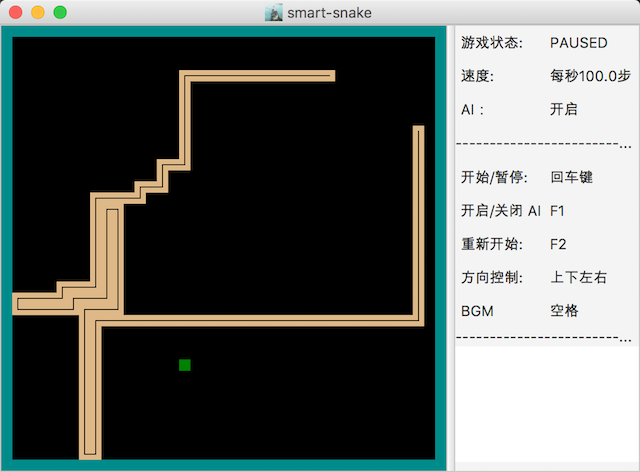 smart-snake
游戏状态: PAUSED
速度: 每秒100.0步
AI : 开启
------------------------------...
开始/暂停: 回车键
开启/关闭 AI F1
重新开始: F2
方向控制: 上下左右
BGM 空格
------------------------------...